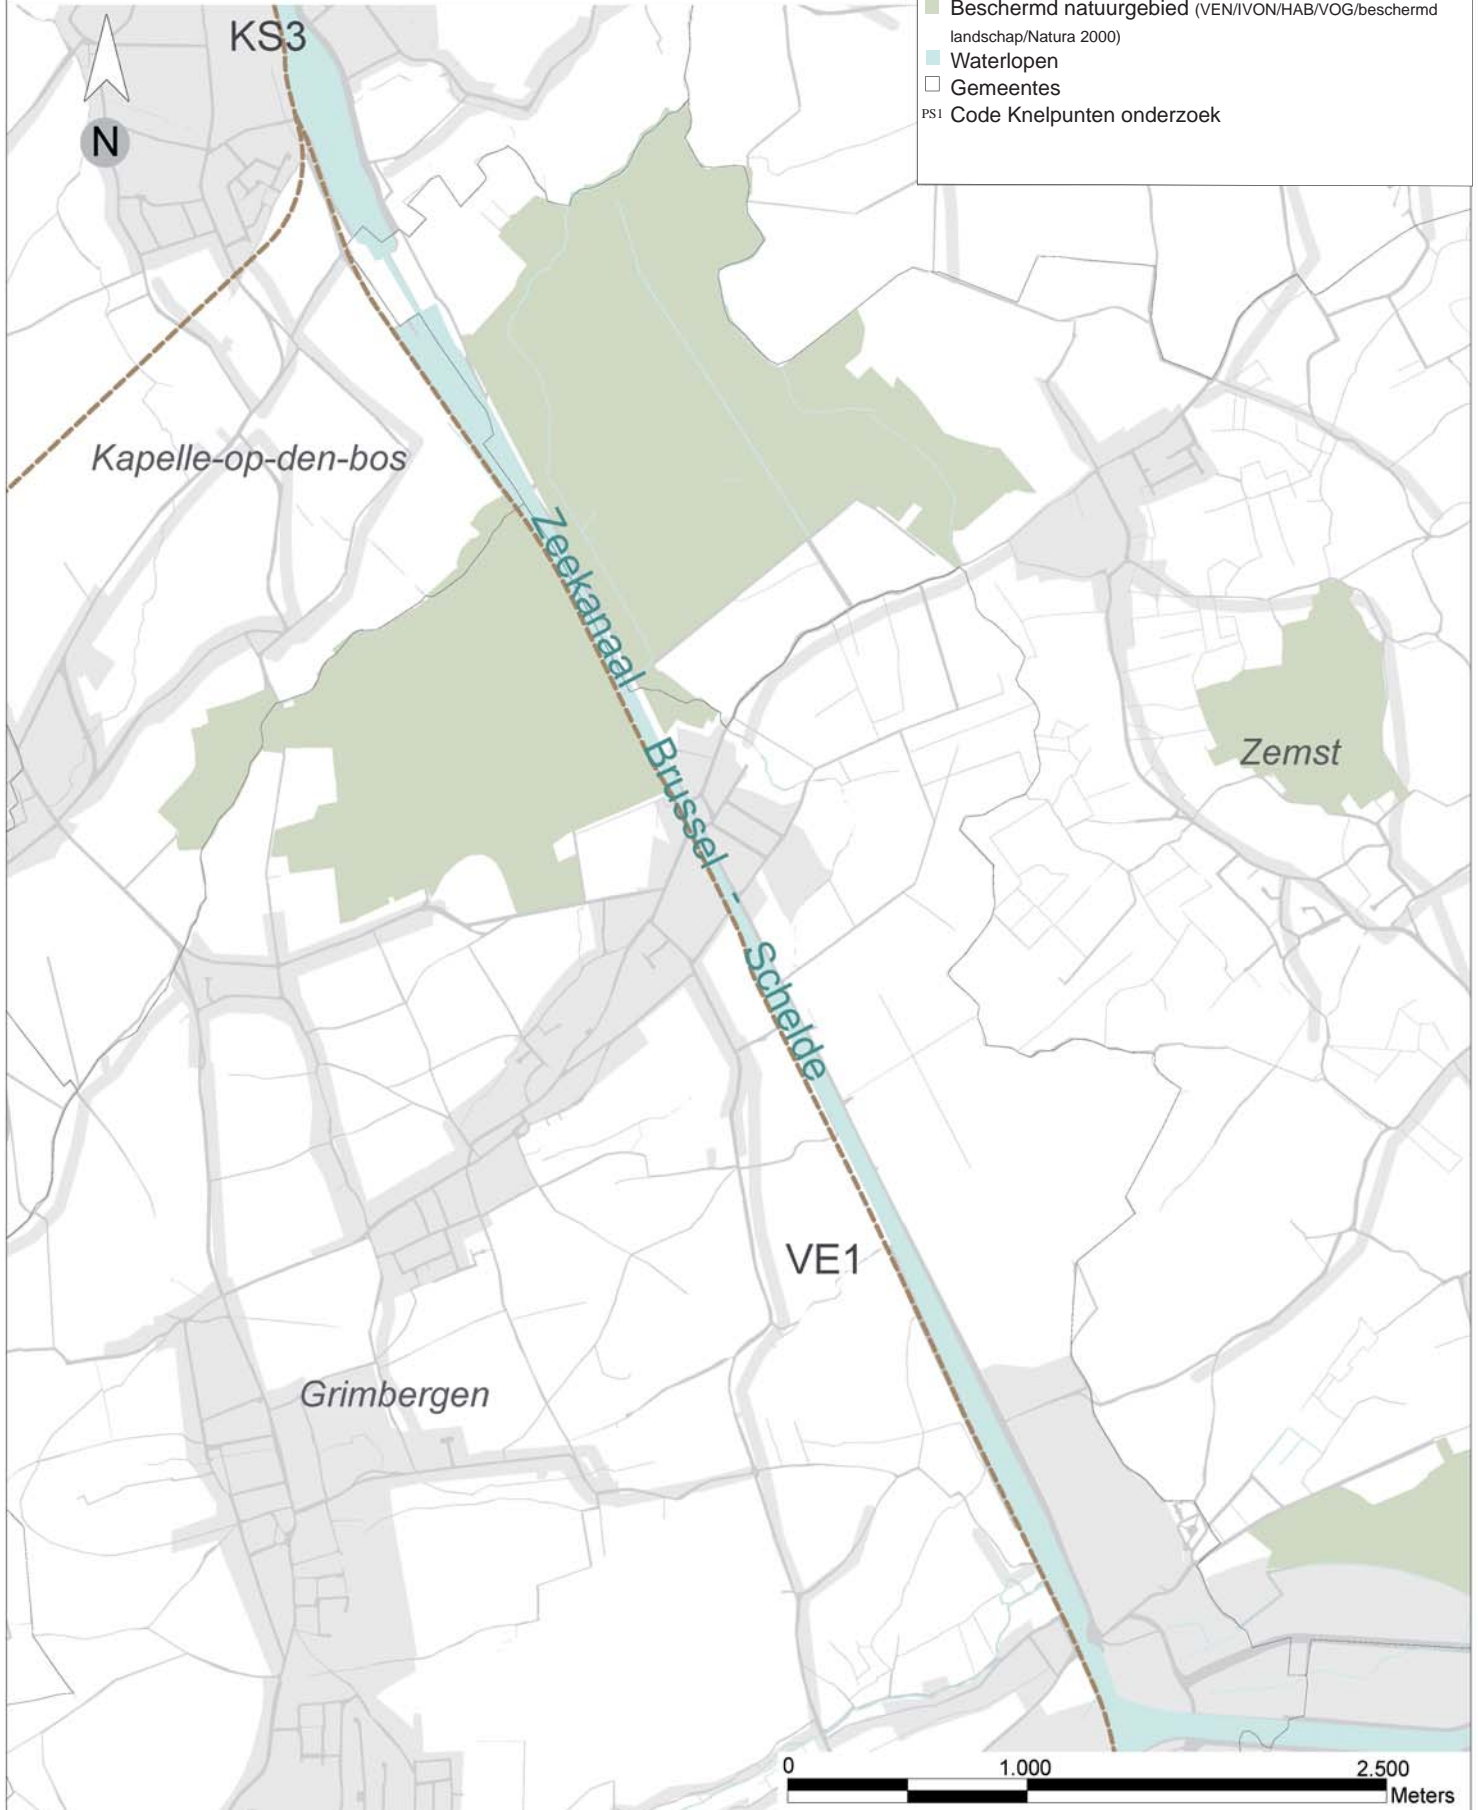 KS3
Beschermd natuurgebied (VEN/IVON/HAB/VOG/beschermd
landschap/Natura 2000)
Waterlopen
Gemeentes
PS1 Code Knelpunten onderzoek
N
Kapelle-op-den-bos
Zeekanaal Brussel - Schelde
Zemst
VE1
Grimbergen
0 1.000 2.500
Meters